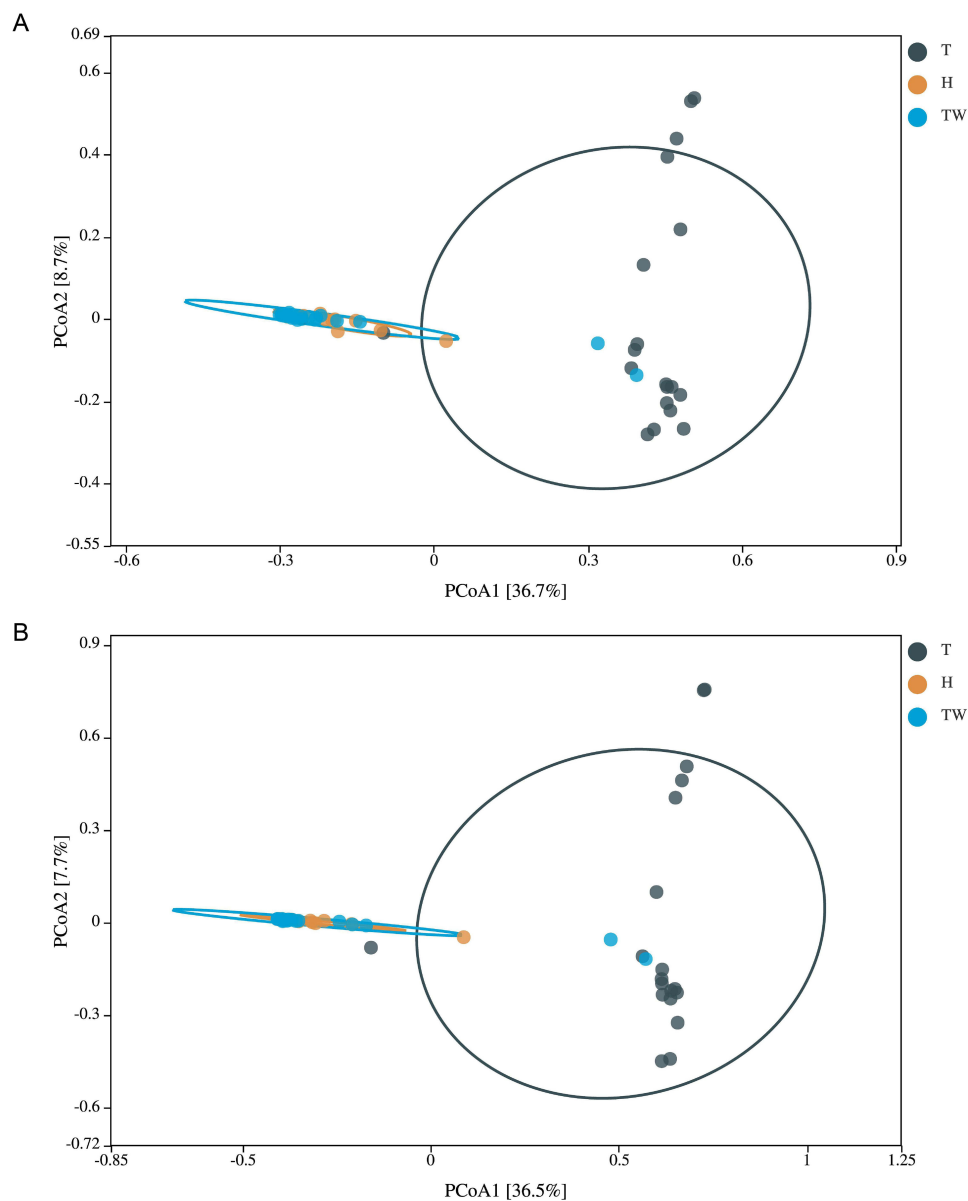 A
0.69
0.6
0.4
0.2
0
-0.2
-0.4
-0.55
PCoA2 [8.7%]
-0.6 -0.3 0 0.3 0.6 0.9
PCoA1 [36.7%]
T
H
TW
B
0.9
0.6
0.3
0
-0.3
-0.6
-0.72
PCoA2 [7.7%]
-0.85 -0.5 0 0.5 1 1.25
PCoA1 [36.5%]
T
H
TW